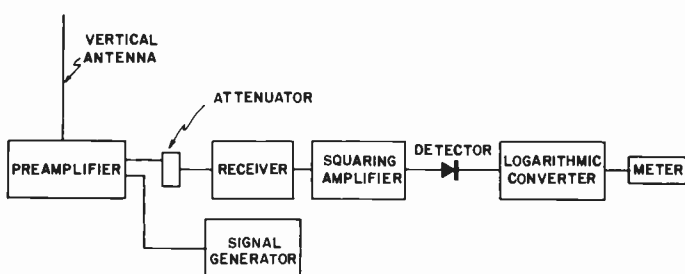 VERTICAL
ANTENNA
ATTENUATOR
PREAMPLIFIER
RECEIVER
SQUARING
AMPLIFIER
DETECTOR
LOGARITHMIC
CONVERTER
METER
SIGNAL
GENERATOR